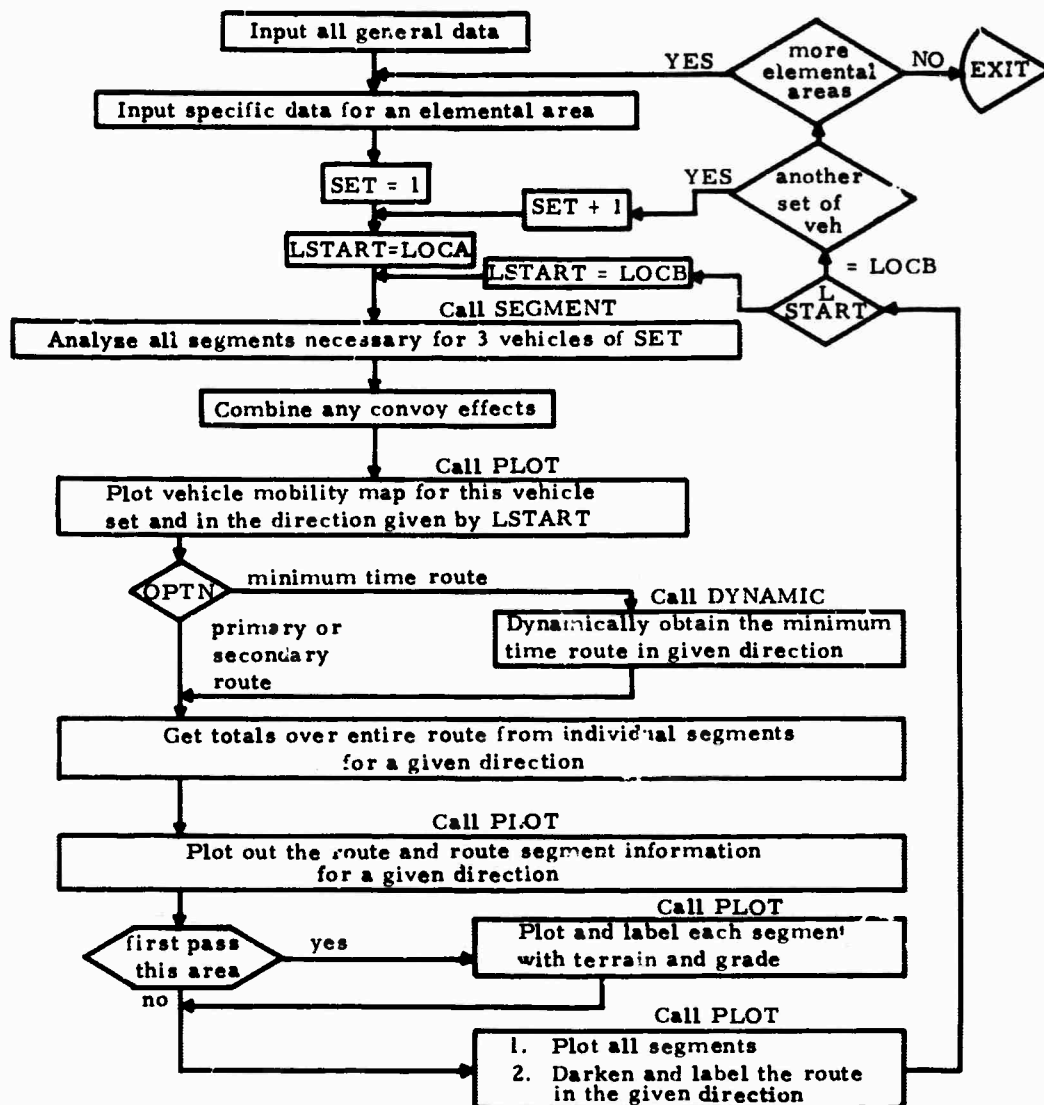 Input all general data
more
elemental
areas
YES
NO
EXIT
Input specific data for an elemental area
SET = 1
SET + 1
YES
another
set of
veh
LSTART=LOCA
LSTART = LOCB
= LOCB
L
START
Call SEGMENT
Analyse all segments necessary for 3 vehicles of SET
Combine any convoy effects
Call PLOT
Plot vehicle mobility map for this vehicle
set and in the direction given by LSTART
OPTN
minimum time route
Call DYNAMIC
Dynamically obtain the minimum
time route in given direction
primary or
secondary
route
Get totals over entire route from individual segments
for a given direction
Call PLOT
Plot out the route and route segment information
for a given direction
first pass
this area
yes
no
Call PLOT
Plot and label each segment
with terrain and grade
Call PLOT
1. Plot all segments
2. Darken and label the route
in the given direction